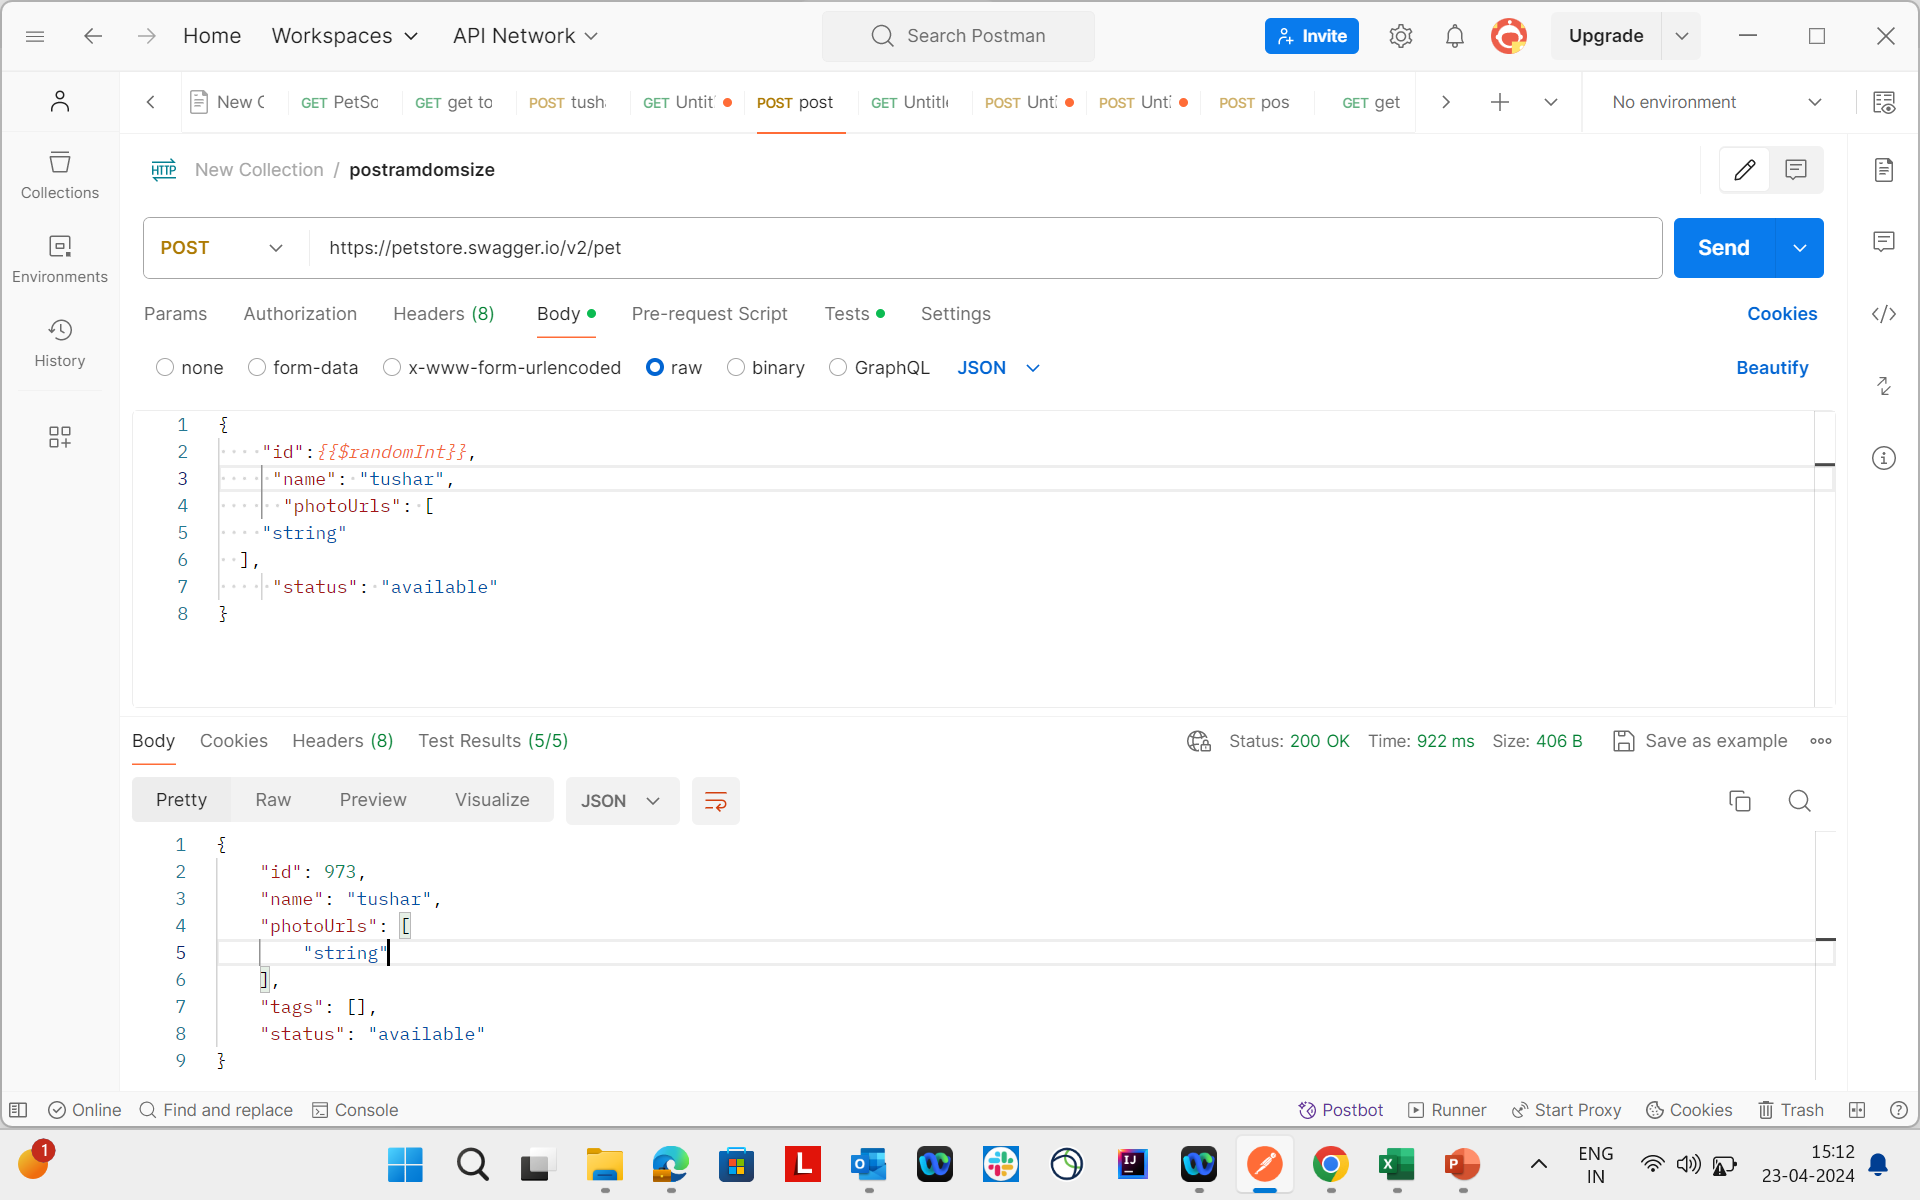 Home Workspaces API Network Search Postman Invite Upgrade
New C GET PetSc GET get to POST tush GET Untit POST post GET Untitle POST Unti POST Unti POST pos GET get No environment
HTTP New Collection / postramdomsize
Collections
Environments
History
POST https://petstore.swagger.io/v2/pet Send
Params Authorization Headers (8) Body Pre-request Script Tests Settings Cookies
none form-data x-www-form-urlencoded raw binary GraphQL JSON Beautify
1 {
2 "id":{{$randomInt}},
3 "name": "tushar",
4 "photoUrls": [
5 "string"
6 ],
7 "status": "available"
8 }
Body Cookies Headers (8) Test Results (5/5) Status: 200 OK Time: 922 ms Size: 406 B Save as example
Pretty Raw Preview Visualize JSON
1 {
2 "id": 973,
3 "name": "tushar",
4 "photoUrls": [
5 "string"
6 ],
7 "tags": [],
8 "status": "available"
9 }
Online Find and replace Console Postbot Runner Start Proxy Cookies Trash
1 ENG 15:12
IN 23-04-2024